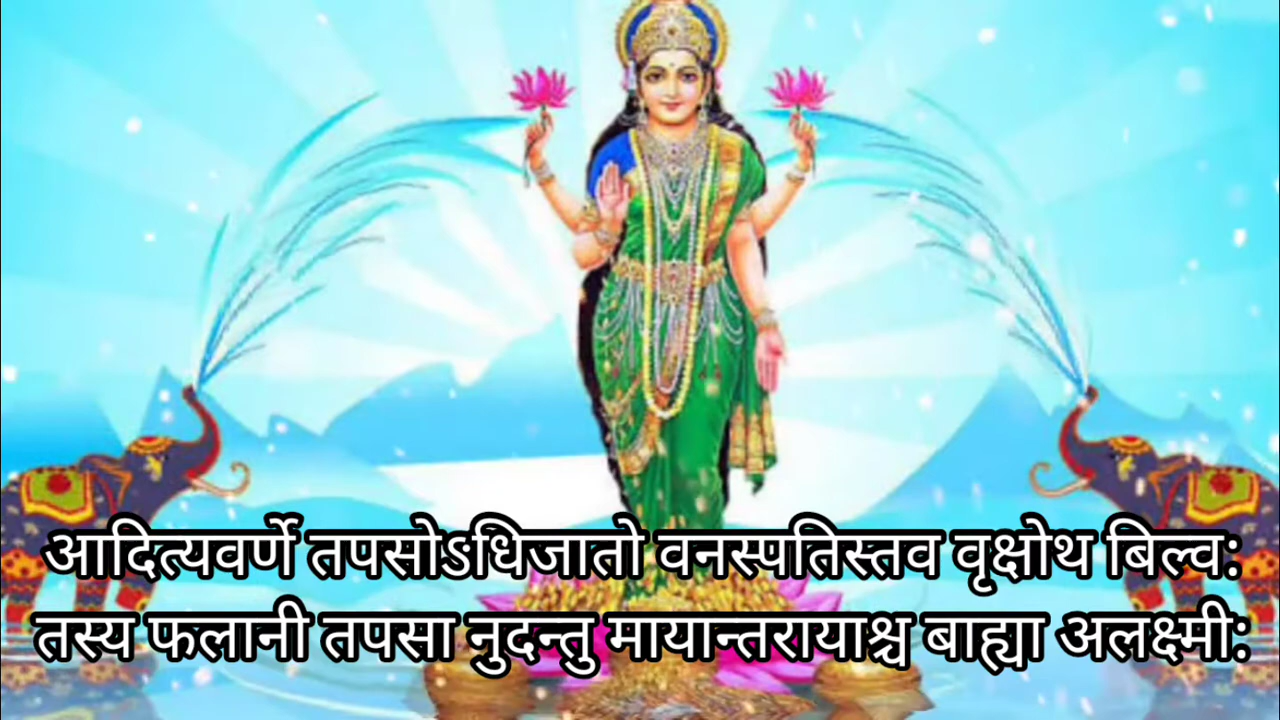 आदित्यवर्णे तपसोऽधिजातो वनस्पतिस्तव वृक्षोथ बिल्व:
तस्य फलानी तपसा नुदन्तु मायान्तरायाश्च बाह्या अलक्ष्मी: